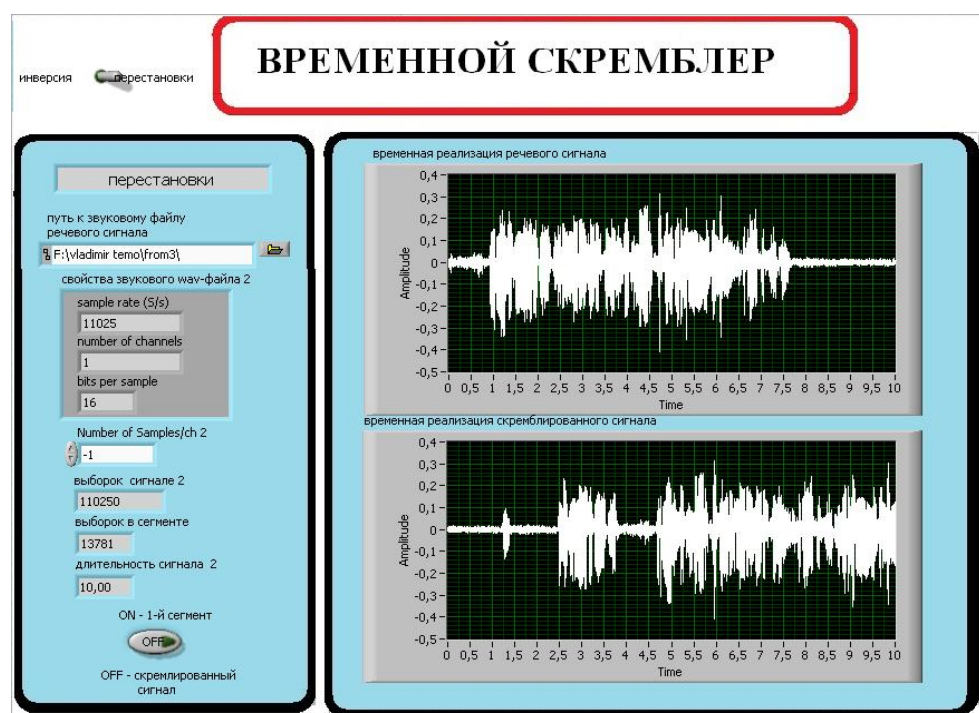 ВРЕМЕННОЙ СКРЕМБЛЕР
инверсия перестановки
перестановки
путь к звуковому файлу
речевого сигнала
F:\vladimir temo\from3\
свойства звукового wav-файла 2
sample rate (S/s)
11025
number of channels
1
bits per sample
16
Number of Samples/ch 2
-1
выборок сигнале 2
110250
выборок в сегменте
13781
длительность сигнала 2
10,00
ON - 1-й сегмент
OFF
OFF - скремлированный
сигнал
временная реализация речевого сигнала
0,4
0,3
0,2
0,1
0
-0,1
-0,2
-0,3
-0,4
-0,5
Amplitude
0 0,5 1 1,5 2 2,5 3 3,5 4 4,5 5 5,5 6 6,5 7 7,5 8 8,5 9 9,5 10
Time
временная реализация скремблированного сигнала
0,4
0,3
0,2
0,1
0
-0,1
-0,2
-0,3
-0,4
-0,5
Amplitude
0 0,5 1 1,5 2 2,5 3 3,5 4 4,5 5 5,5 6 6,5 7 7,5 8 8,5 9 9,5 10
Time